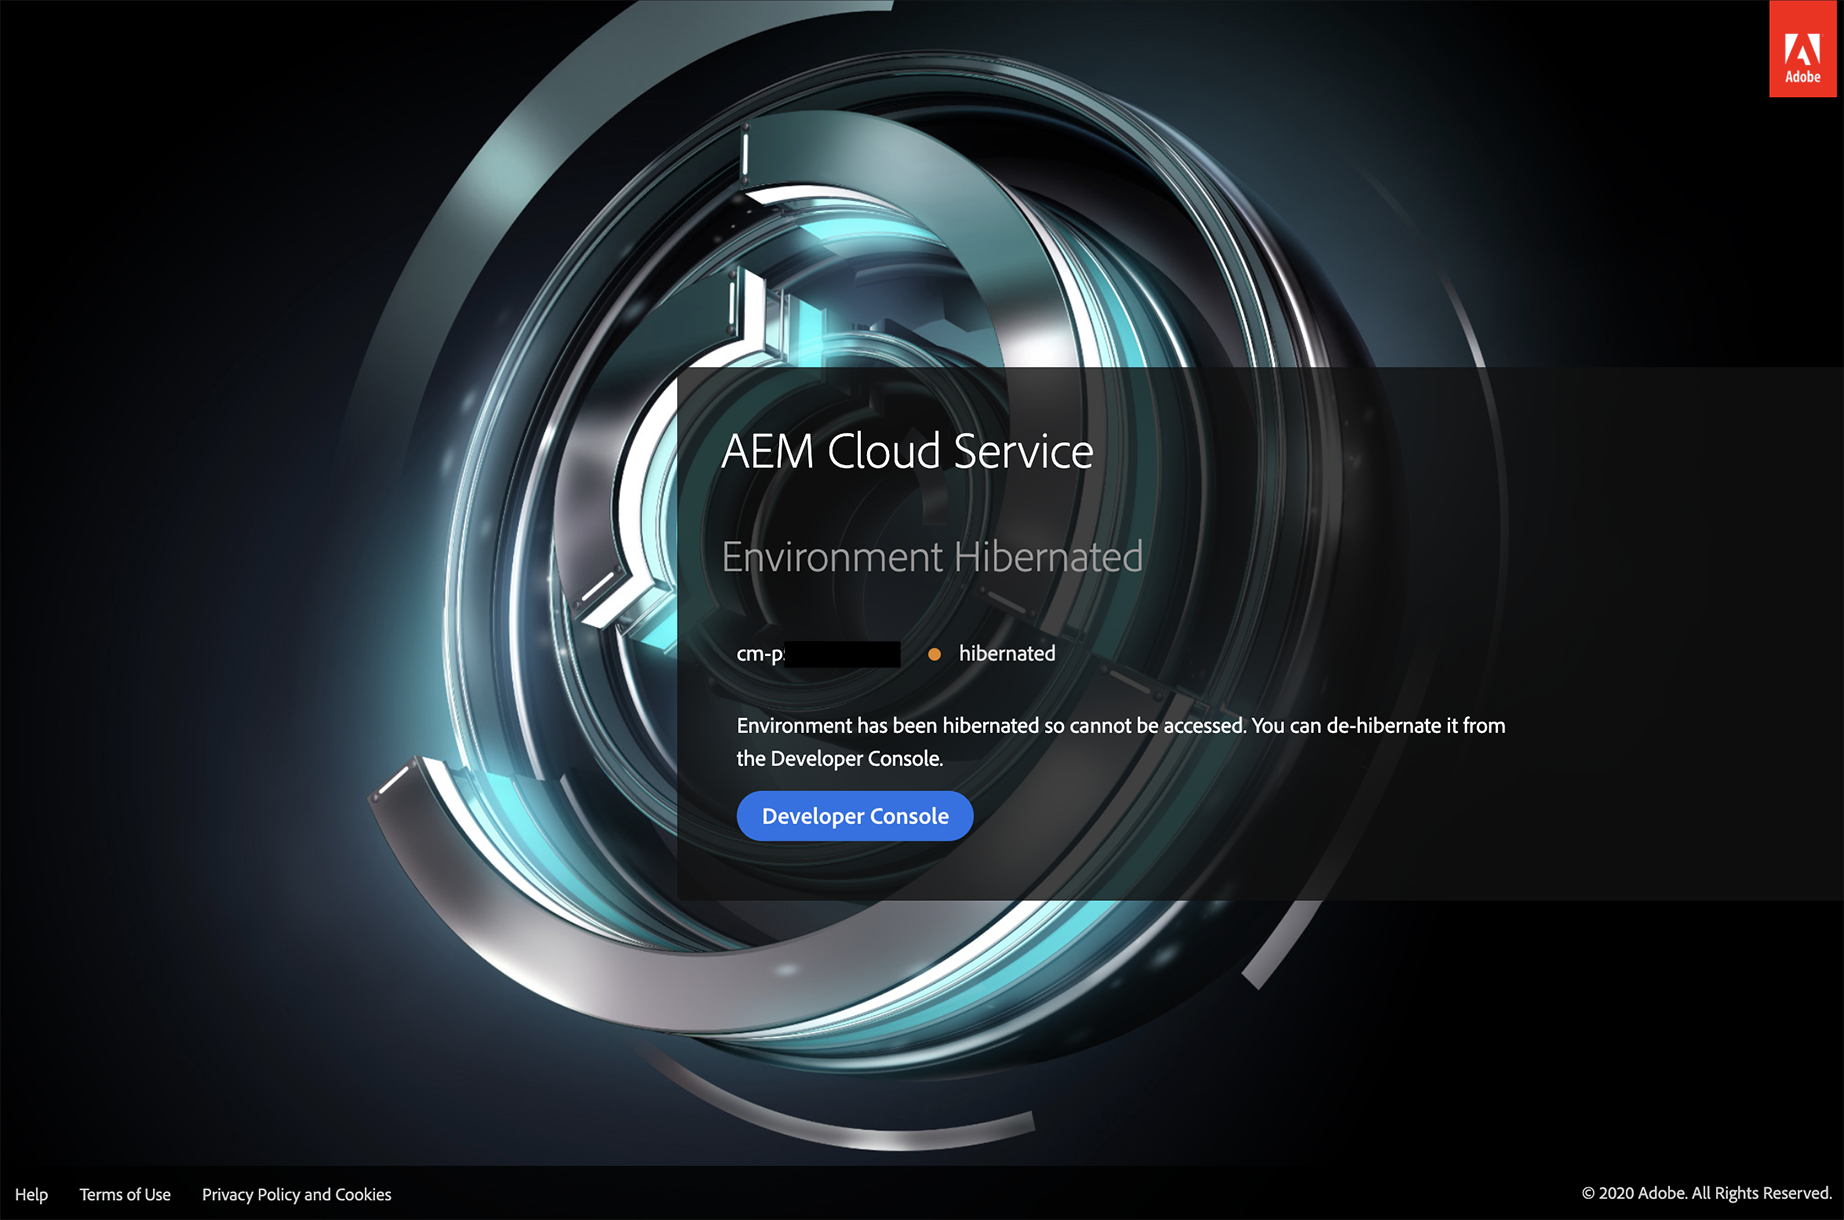 Adobe
AEM Cloud Service
Environment Hibernated
cm-p hibernated
Environment has been hibernated so cannot be accessed. You can de-hibernate it from
the Developer Console.
Developer Console
Help Terms of Use Privacy Policy and Cookies © 2020 Adobe. All Rights Reserved.